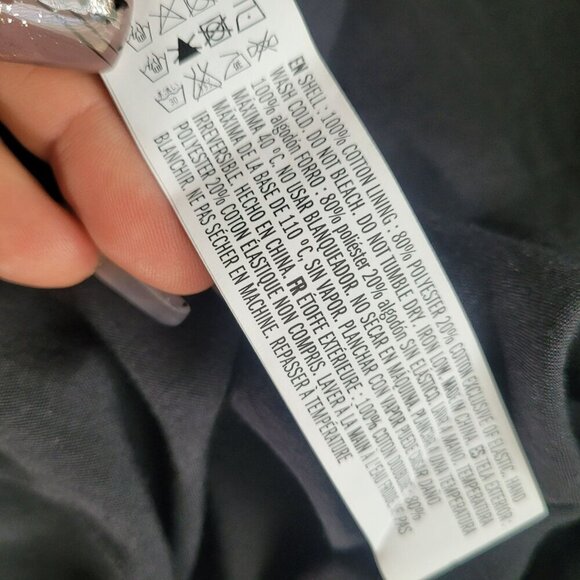 EN SHELL : 100% COTTON LINING : 80% POLYESTER 20% COTTON EXCLUSIVE OF ELASTIC. HAND
WASH COLD. DO NOT BLEACH. DO NOT TUMBLE DRY. IRON LOW. MADE IN CHINA. ES TELA EXTERIOR:
100% algodón FORRO : 80% poliéster 20% algodón SIN ELÁSTICO. LAVAR A MANO. TEMPERATURA
MÁXIMA 40 °C. NO USAR BLANQUEADOR. NO SECAR EN MÁQUINA. PLANCHA A UNA TEMPERATURA
MÁXIMA DE LA BASE DE 110 °C, SIN VAPOR. PLANCHAR CON VAPOR PUEDE CAUSAR DAÑO
IRREVERSIBLE. HECHO EN CHINA. FR ÉTOFFE EXTÉRIEURE : 100% COTON DOUBLURE : 80%
POLYESTER 20% COTON ÉLASTIQUE NON COMPRIS. LAVER À LA MAIN À L'EAU FROIDE. NE PAS
BLANCHIR. NE PAS SÉCHER EN MACHINE. REPASSER À TEMPÉRATURE